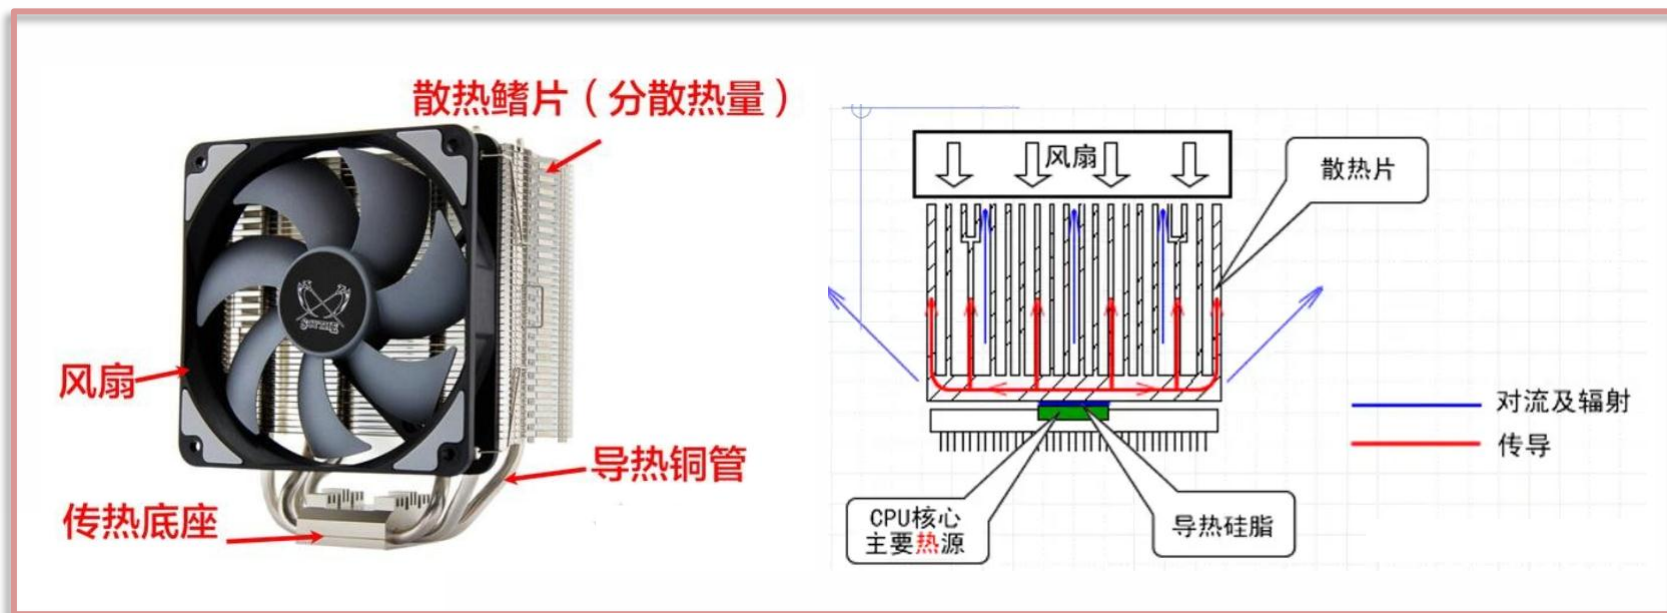 散热鳍片（分散热量）
风扇
导热铜管
传热底座
SCYTHE
风扇
散热片
对流及辐射
传导
CPU核心
主要热源
导热硅脂